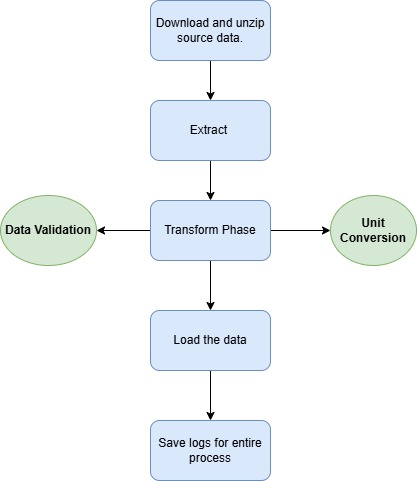 Download and unzip
source data.
Extract
Data Validation
Transform Phase
Unit
Conversion
Load the data
Save logs for entire
process